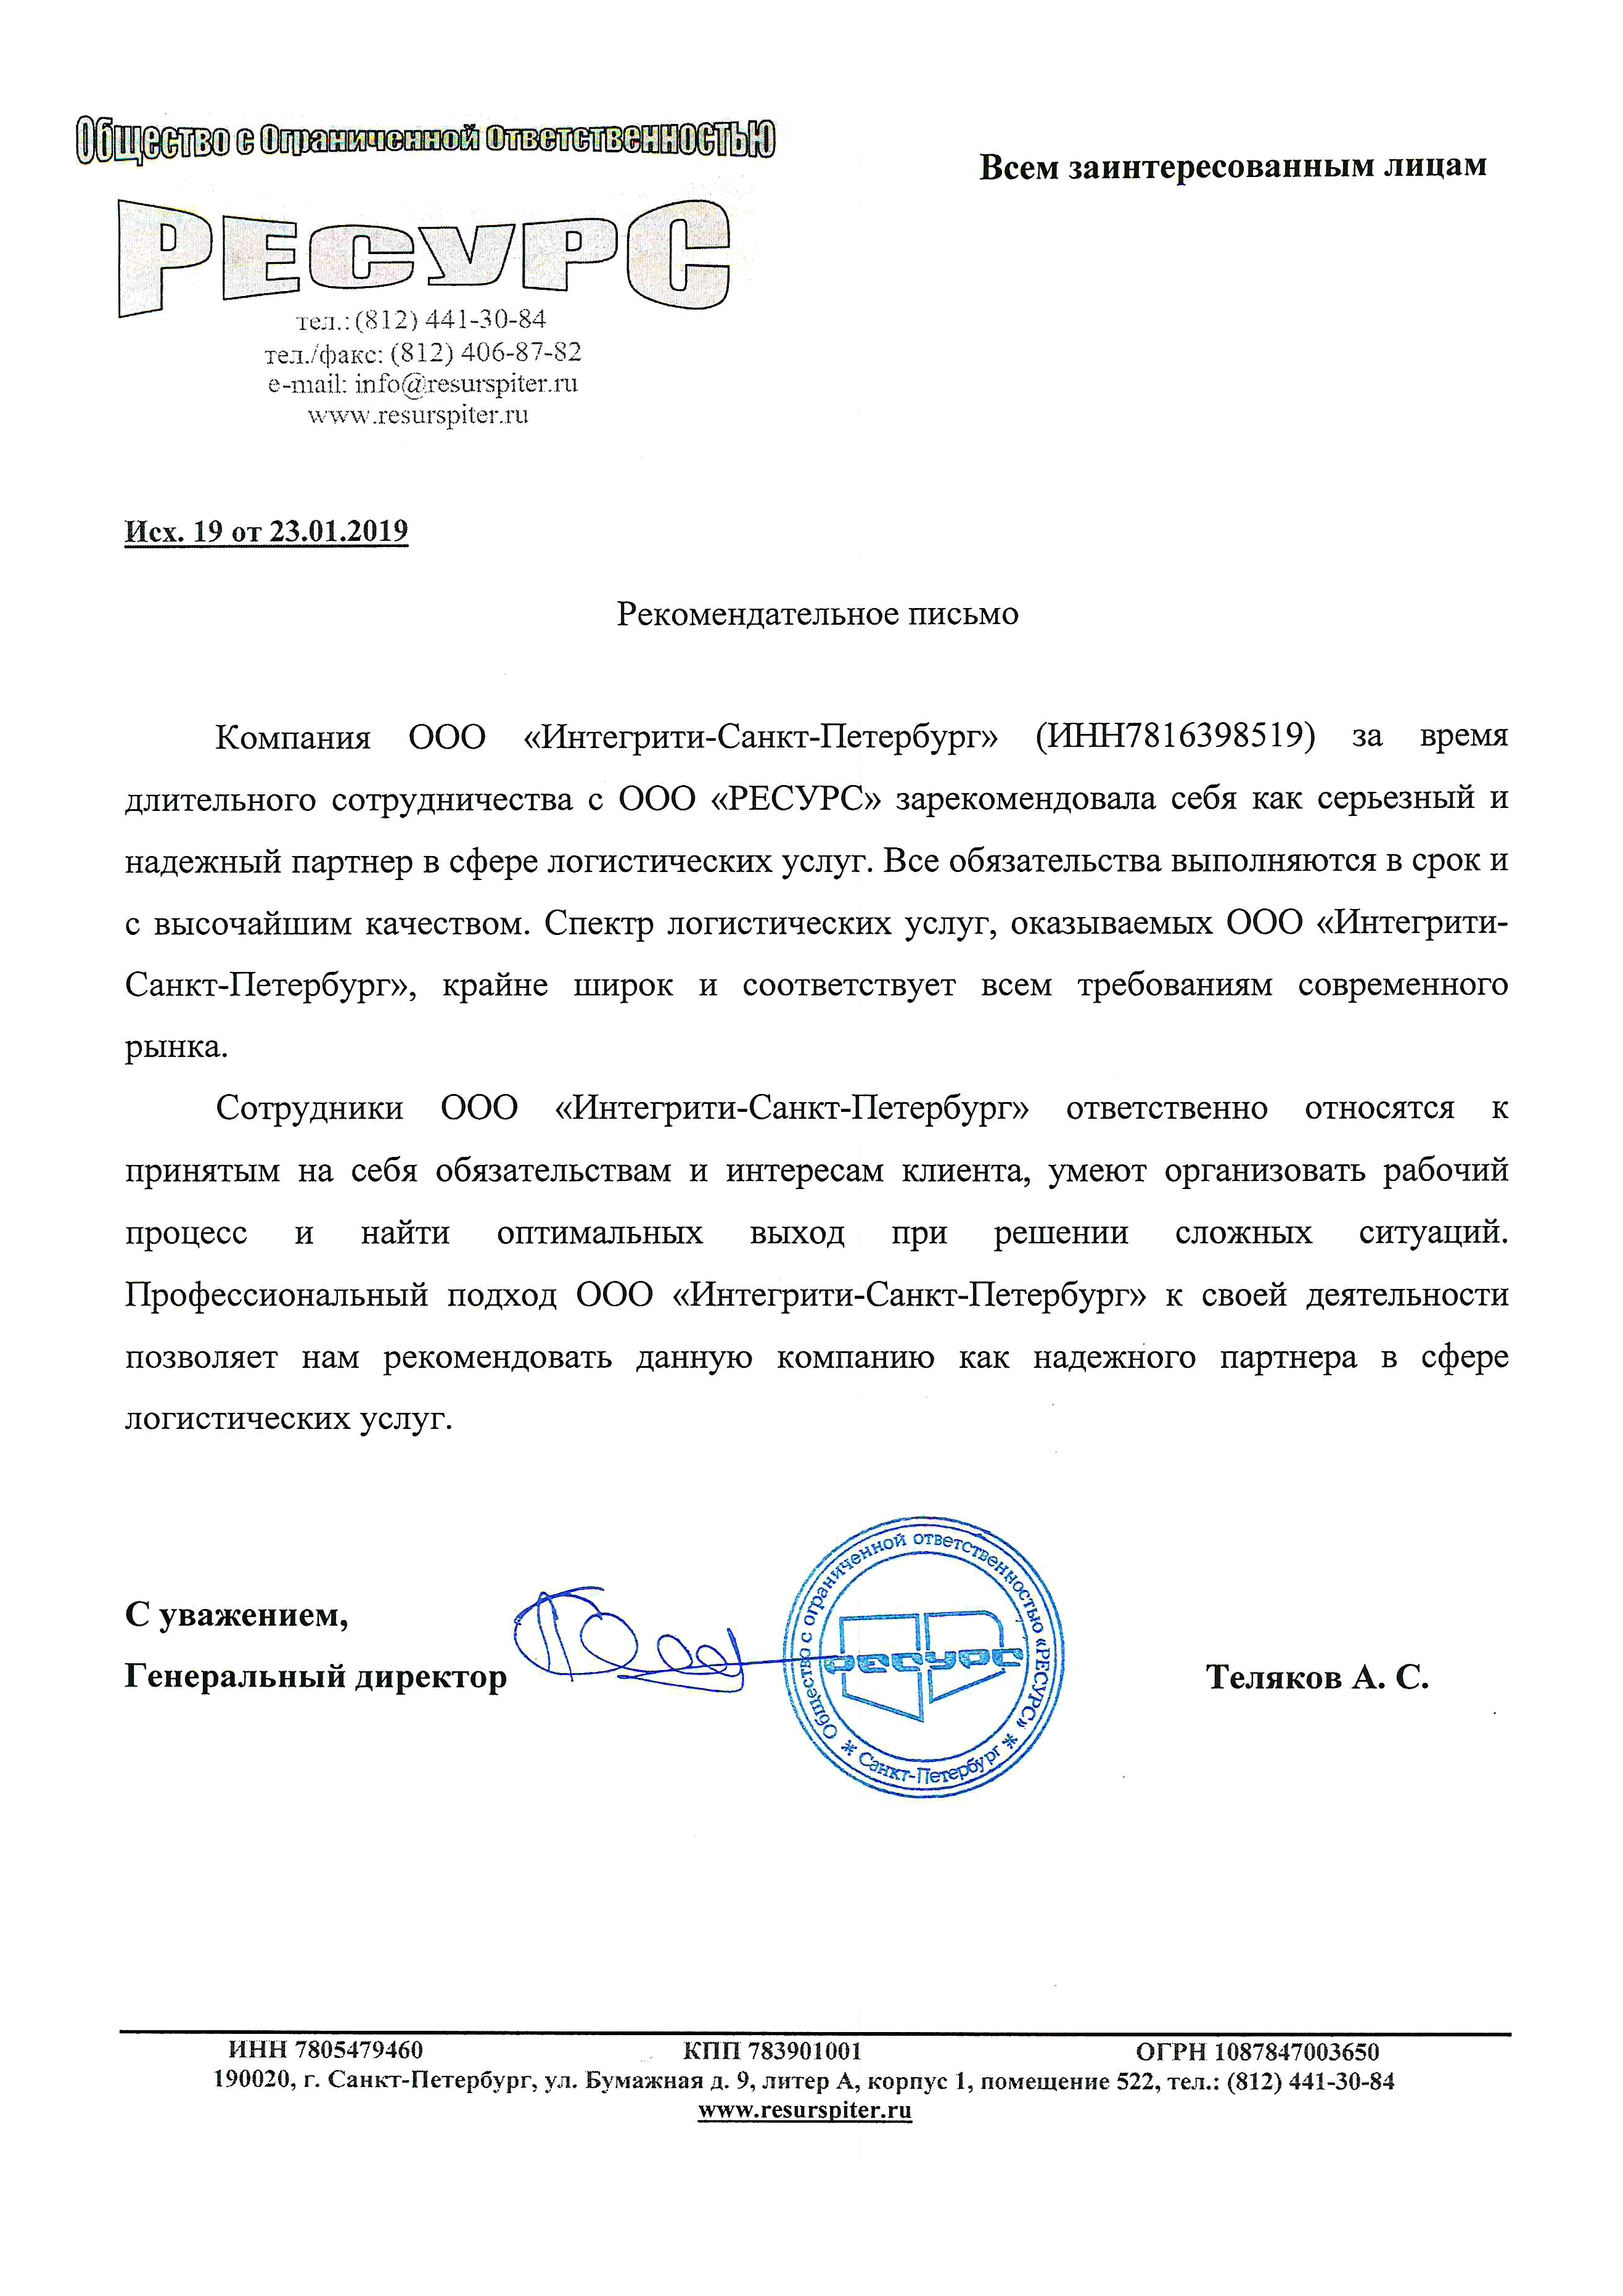 Общество с Ограниченной Ответственностью
РЕСУРС
тел.: (812) 441-30-84
тел./факс: (812) 406-87-82
e-mail: info@resurspiter.ru
www.resurspiter.ru
Всем заинтересованным лицам
Исх. 19 от 23.01.2019
Рекомендательное письмо
Компания ООО «Интегрити-Санкт-Петербург» (ИНН7816398519) за время
длительного сотрудничества с ООО «РЕСУРС» зарекомендовала себя как серьезный и
надежный партнер в сфере логистических услуг. Все обязательства выполняются в срок и
с высочайшим качеством. Спектр логистических услуг, оказываемых ООО «Интегрити-
Санкт-Петербург», крайне широк и соответствует всем требованиям современного
рынка.
Сотрудники ООО «Интегрити-Санкт-Петербург» ответственно относятся к
принятым на себя обязательствам и интересам клиента, умеют организовать рабочий
процесс и найти оптимальных выход при решении сложных ситуаций.
Профессиональный подход ООО «Интегрити-Санкт-Петербург» к своей деятельности
позволяет нам рекомендовать данную компанию как надежного партнера в сфере
логистических услуг.
С уважением,
Генеральный директор
Теляков А. С.
Общество с ограниченной ответственностью «РЕСУРС»
РЕСУРС
* Санкт-Петербург *
ИНН 7805479460 КПП 783901001 ОГРН 1087847003650
190020, г. Санкт-Петербург, ул. Бумажная д. 9, литер А, корпус 1, помещение 522, тел.: (812) 441-30-84
www.resurspiter.ru